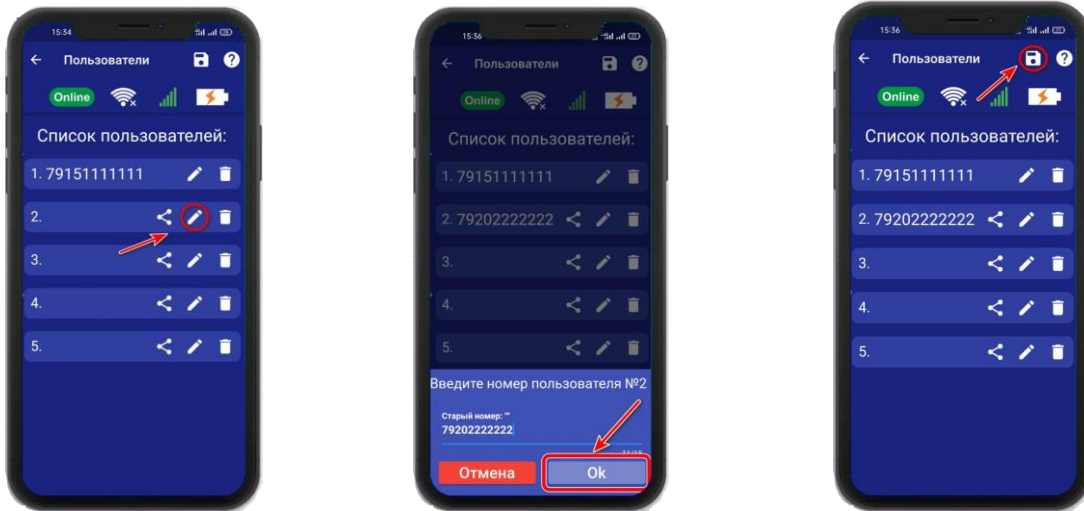 15:34
Пользователи
Online
Список пользователей:
1. 79151111111
2.
3.
4.
5.
15:36
Пользователи
Online
Список пользователей:
1. 79151111111
2. 79202222222
3.
4.
5.
Введите номер пользователя №2
Старый номер: ""
79202222222
11/15
Отмена
Ok
15:36
Пользователи
Online
Список пользователей:
1. 79151111111
2. 79202222222
3.
4.
5.